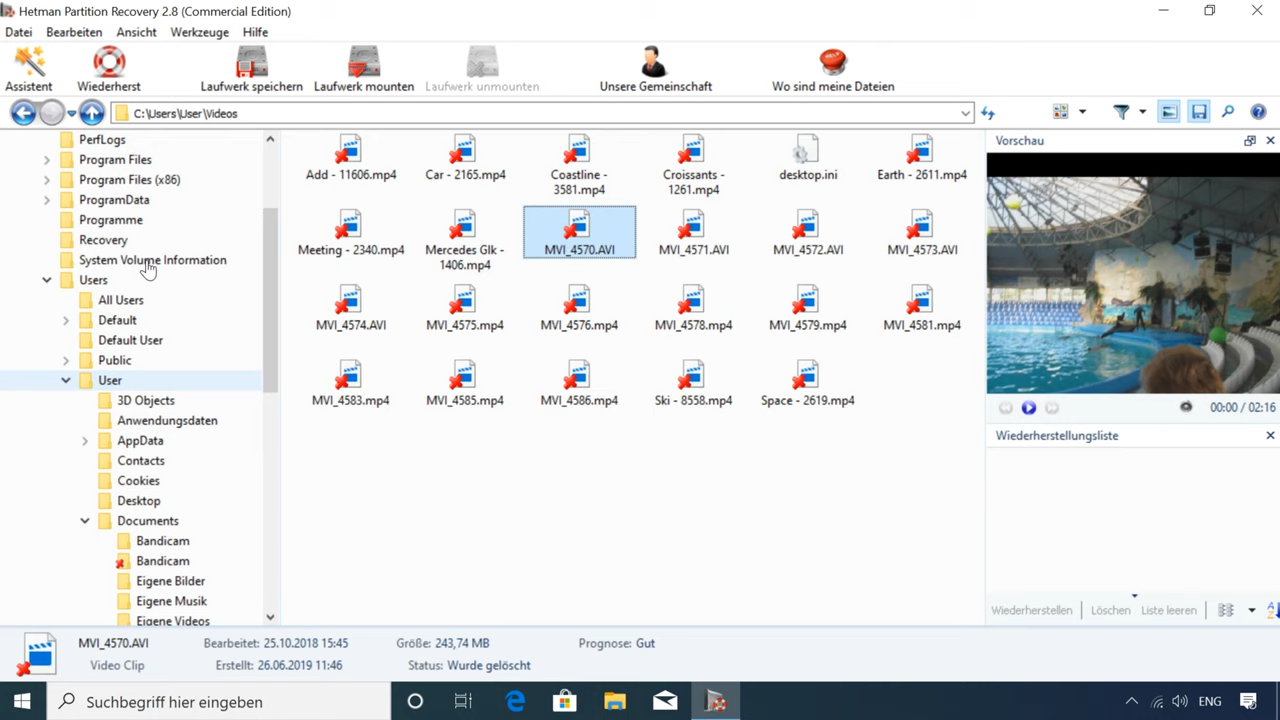 Hetman Partition Recovery 2.8 (Commercial Edition)
Datei Bearbeiten Ansicht Werkzeuge Hilfe
Assistent Wiederherst Laufwerk speichern Laufwerk mounten Laufwerk unmounten Unsere Gemeinschaft Wo sind meine Dateien
C:\Users\User\Videos
PerfLogs
Program Files
Program Files (x86)
ProgramData
Programme
Recovery
System Volume Information
Users
All Users
Default
Default User
Public
User
3D Objects
Anwendungsdaten
AppData
Contacts
Cookies
Desktop
Documents
Bandicam
Bandicam
Eigene Bilder
Eigene Musik
Eigene Videos
Add - 11606.mp4
Car - 2165.mp4
Coastline -
3581.mp4
Croissants -
1261.mp4
desktop.ini
Earth - 2611.mp4
Meeting - 2340.mp4
Mercedes Glk -
1406.mp4
MVI_4570.AVI
MVI_4571.AVI
MVI_4572.AVI
MVI_4573.AVI
MVI_4574.AVI
MVI_4575.mp4
MVI_4576.mp4
MVI_4578.mp4
MVI_4579.mp4
MVI_4581.mp4
MVI_4583.mp4
MVI_4585.mp4
MVI_4586.mp4
Ski - 8558.mp4
Space - 2619.mp4
Vorschau
00:00 / 02:16
Wiederherstellungsliste
Wiederherstellen Löschen Liste leeren
MVI_4570.AVI Bearbeitet: 25.10.2018 15:45 Größe: 243,74 MB Prognose: Gut
Video Clip Erstellt: 26.06.2019 11:46 Status: Wurde gelöscht
Suchbegriff hier eingeben
ENG